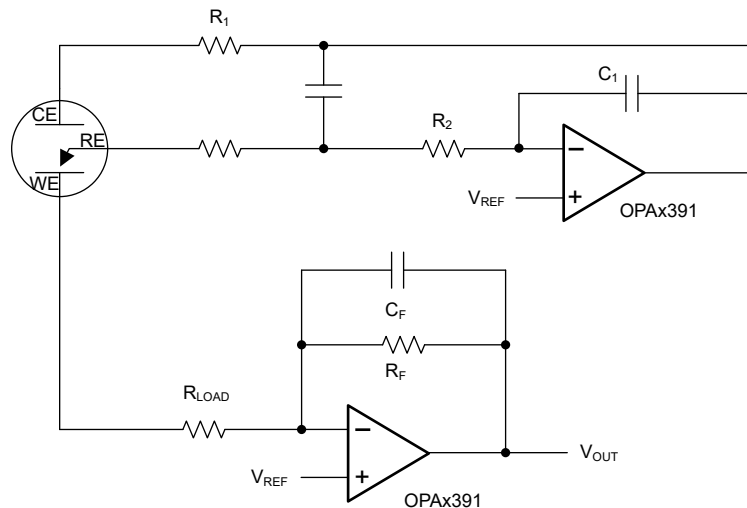 R1
C1
CE
RE
R2
WE
VREF
OPAx391
CF
RF
RLOAD
VOUT
VREF
OPAx391